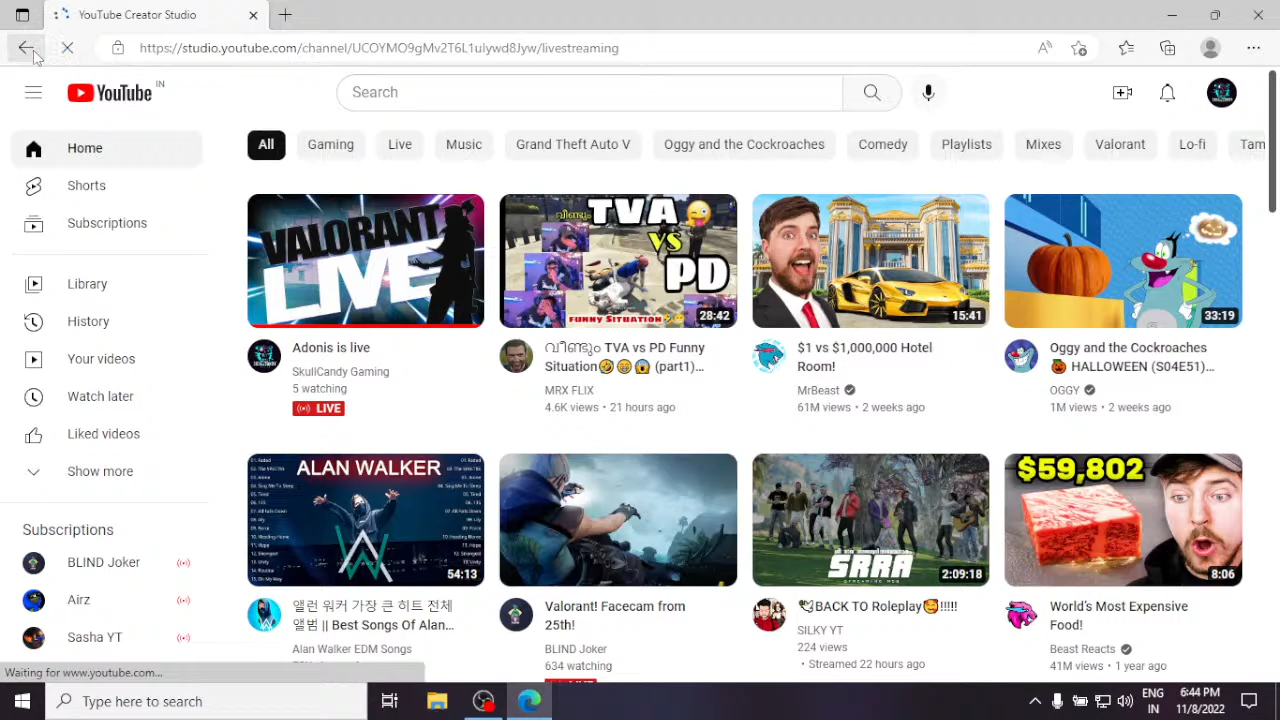 YouTube Creator Studio
https://studio.youtube.com/channel/UCOYMO9gMv2T6L1ulywd8Jyw/livestreaming
YouTube IN
Search
Home
Shorts
Subscriptions
Library
History
Your videos
Watch later
Liked videos
Show more
Subscriptions
BLIND Joker
Airz
Sasha YT
All
Gaming
Live
Music
Grand Theft Auto V
Oggy and the Cockroaches
Comedy
Playlists
Mixes
Valorant
Lo-fi
Tam
VALORANT
LIVE
Adonis is live
SkullCandy Gaming
5 watching
LIVE
വീണ്ടും TVA
VS
PD
FUNNY SITUATION
28:42
വീണ്ടും TVA vs PD Funny
Situation🤣😁😱 (part1)...
MRX FLIX
4.6K views • 21 hours ago
15:41
$1 vs $1,000,000 Hotel
Room!
MrBeast
61M views • 2 weeks ago
33:19
Oggy and the Cockroaches
🎃 HALLOWEEN (S04E51)...
OGGY
1M views • 2 weeks ago
ALAN WALKER
54:13
앨런 워커 가장 큰 히트 전체
앨범 || Best Songs Of Alan...
Alan Walker EDM Songs
Valorant! Facecam from
25th!
BLIND Joker
634 watching
SRRA
2:09:18
🕊BACK TO Roleplay🥰!!!!!
SILKY YT
224 views
• Streamed 22 hours ago
$59,802
8:06
World's Most Expensive
Food!
Beast Reacts
41M views • 1 year ago
Waiting for www.youtube.com...
Type here to search
ENG
IN
6:44 PM
11/8/2022